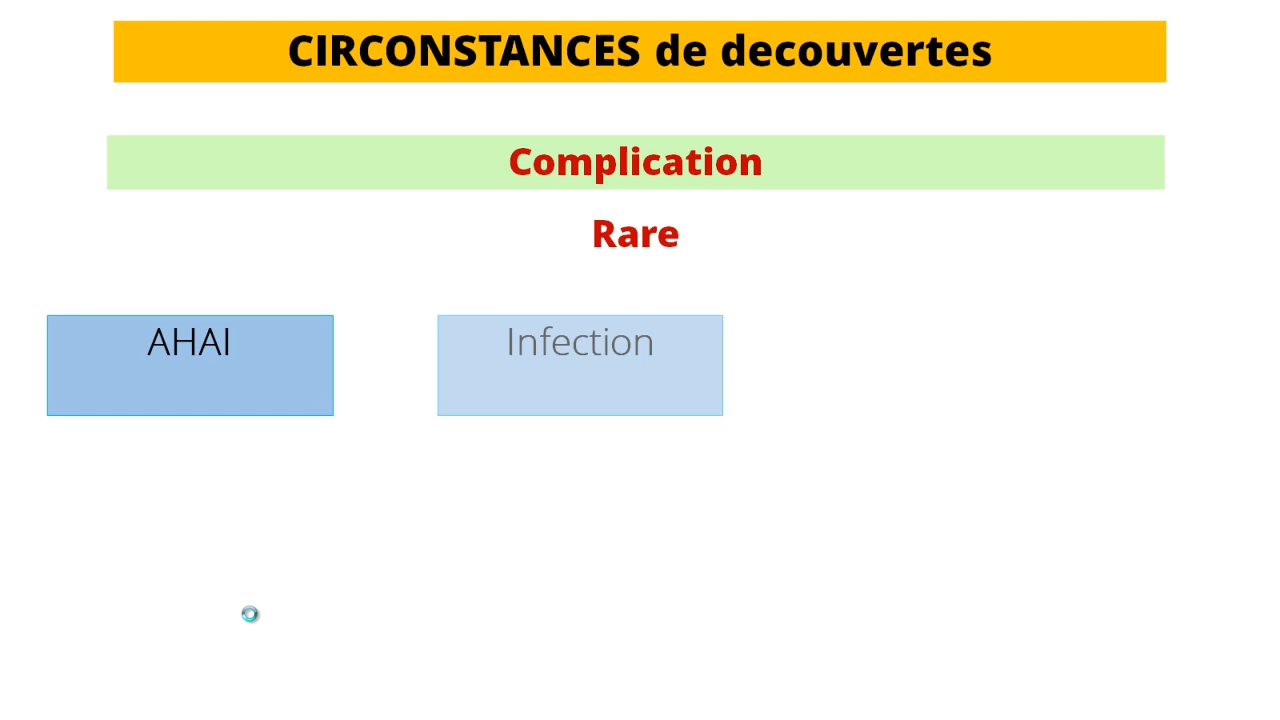 CIRCONSTANCES de decouvertes
Complication
Rare
AHAI
Infection